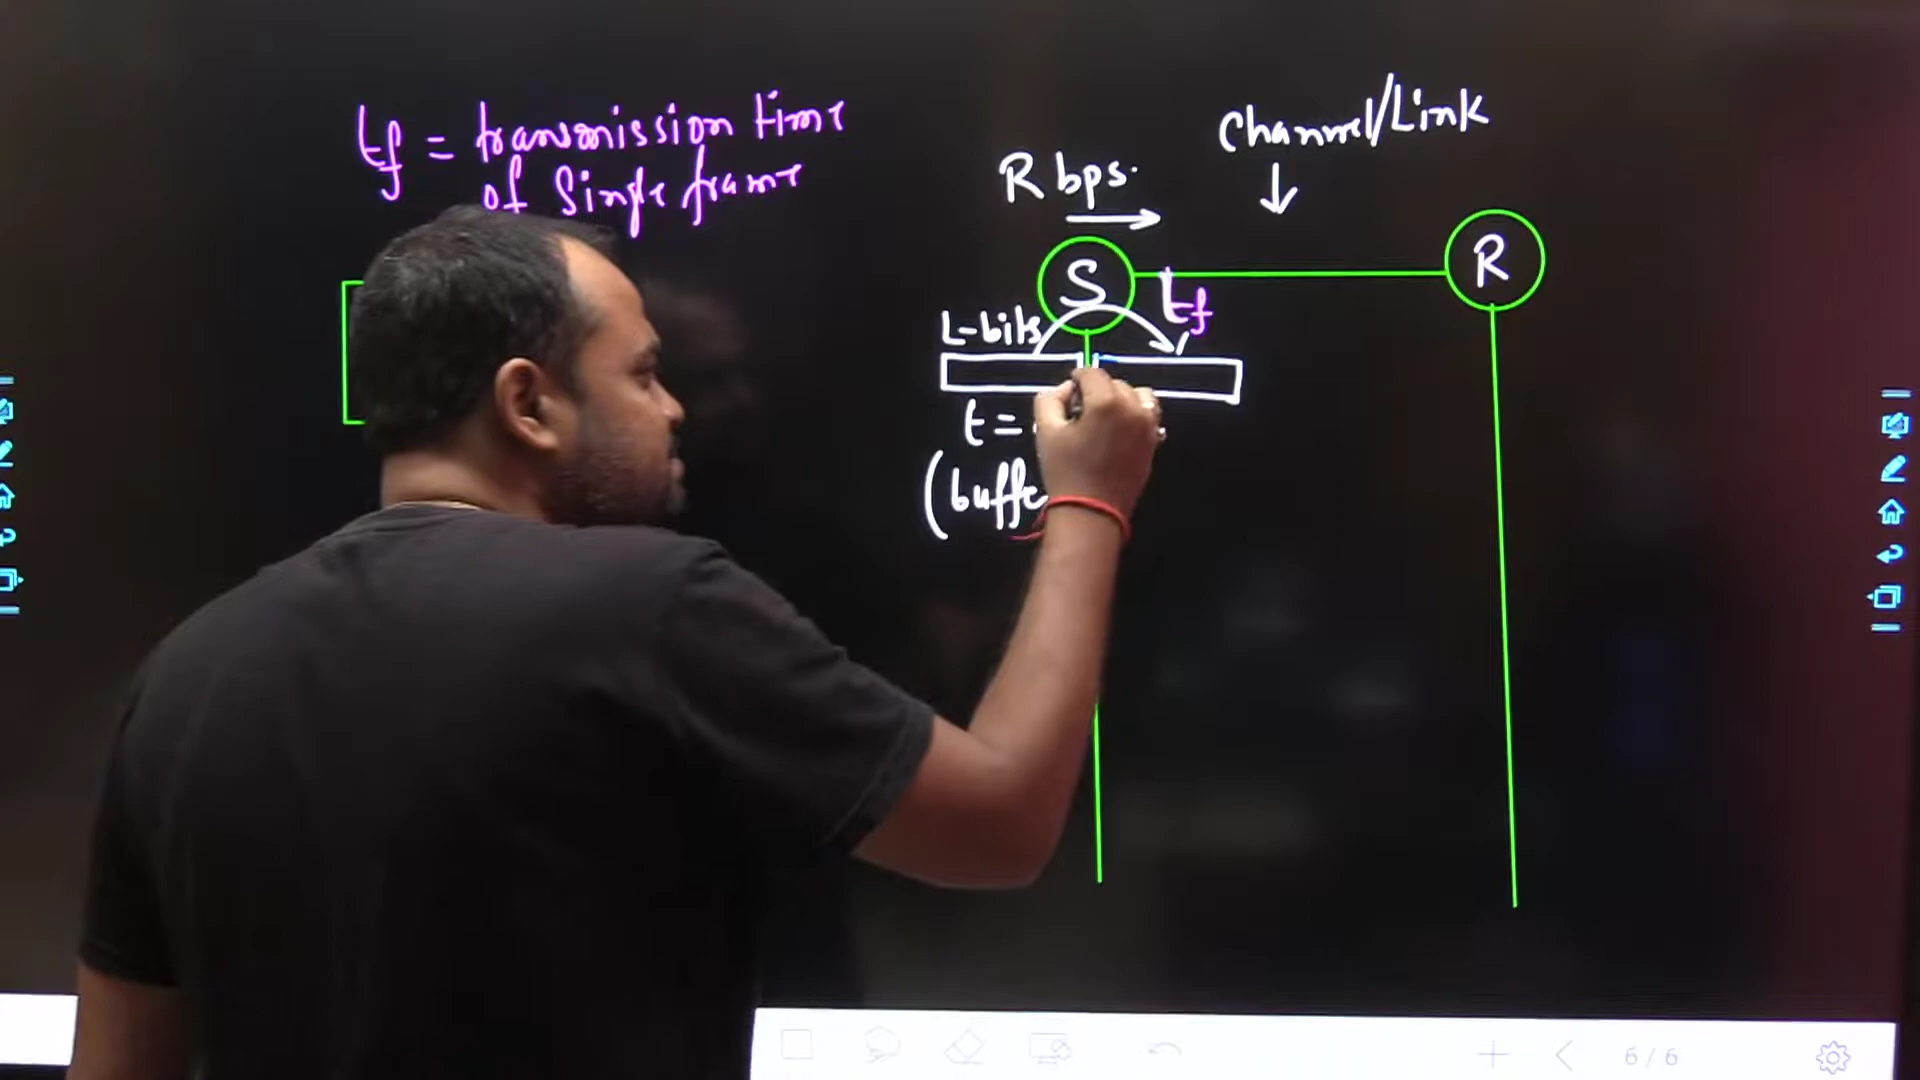 tf = transmission time
of Single frame
R bps.
Channel/Link
S
R
tf
L-bits
t =
(buffe
6 / 6